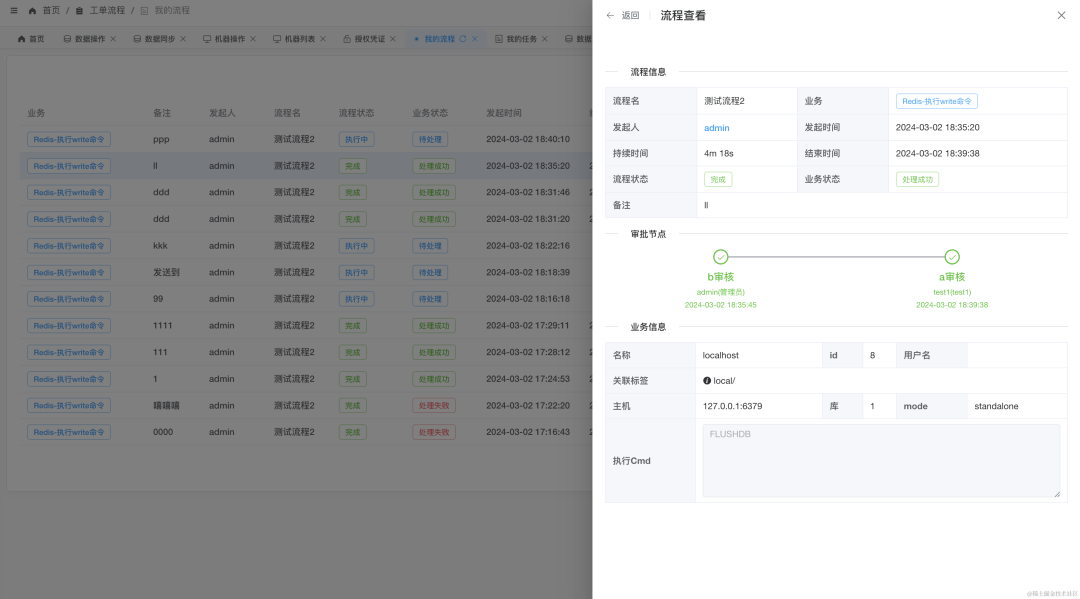 首页 / 工单流程 / 我的流程
首页 数据操作 数据同步 机器操作 机器列表 授权凭证 我的流程 我的任务 数据
业务 备注 发起人 流程名 流程状态 业务状态 发起时间
Redis-执行write命令 ppp admin 测试流程2 执行中 待处理 2024-03-02 18:40:10
Redis-执行write命令 ll admin 测试流程2 完成 处理成功 2024-03-02 18:35:20
Redis-执行write命令 ddd admin 测试流程2 完成 处理成功 2024-03-02 18:31:46
Redis-执行write命令 ddd admin 测试流程2 完成 处理成功 2024-03-02 18:31:20
Redis-执行write命令 kkk admin 测试流程2 执行中 待处理 2024-03-02 18:22:16
Redis-执行write命令 发送到 admin 测试流程2 执行中 待处理 2024-03-02 18:18:39
Redis-执行write命令 99 admin 测试流程2 执行中 待处理 2024-03-02 18:16:18
Redis-执行write命令 1111 admin 测试流程2 完成 处理成功 2024-03-02 17:29:11
Redis-执行write命令 111 admin 测试流程2 完成 处理成功 2024-03-02 17:28:12
Redis-执行write命令 1 admin 测试流程2 完成 处理成功 2024-03-02 17:24:53
Redis-执行write命令 嘻嘻嘻 admin 测试流程2 完成 处理失败 2024-03-02 17:22:20
Redis-执行write命令 0000 admin 测试流程2 完成 处理失败 2024-03-02 17:16:43
返回 流程查看
流程信息
流程名 测试流程2 业务 Redis-执行write命令
发起人 admin 发起时间 2024-03-02 18:35:20
持续时间 4m 18s 结束时间 2024-03-02 18:39:38
流程状态 完成 业务状态 处理成功
备注 ll
审批节点
b审核 a审核
admin(管理员) test1(test1)
2024-03-02 18:35:45 2024-03-02 18:39:38
业务信息
名称 localhost id 8 用户名
关联标签 local/
主机 127.0.0.1:6379 库 1 mode standalone
执行Cmd FLUSHDB
@稀土掘金技术社区